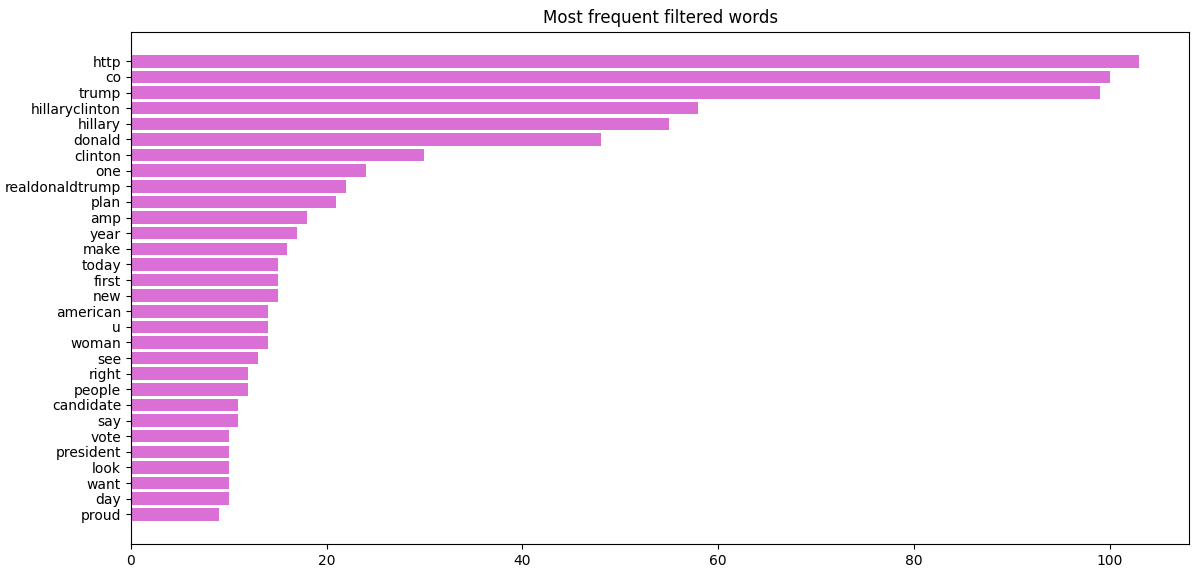 Most frequent filtered words
http
co
trump
hillaryclinton
hillary
donald
clinton
one
realdonaldtrump
plan
amp
year
make
today
first
new
american
u
woman
see
right
people
candidate
say
vote
president
look
want
day
proud
0 20 40 60 80 100